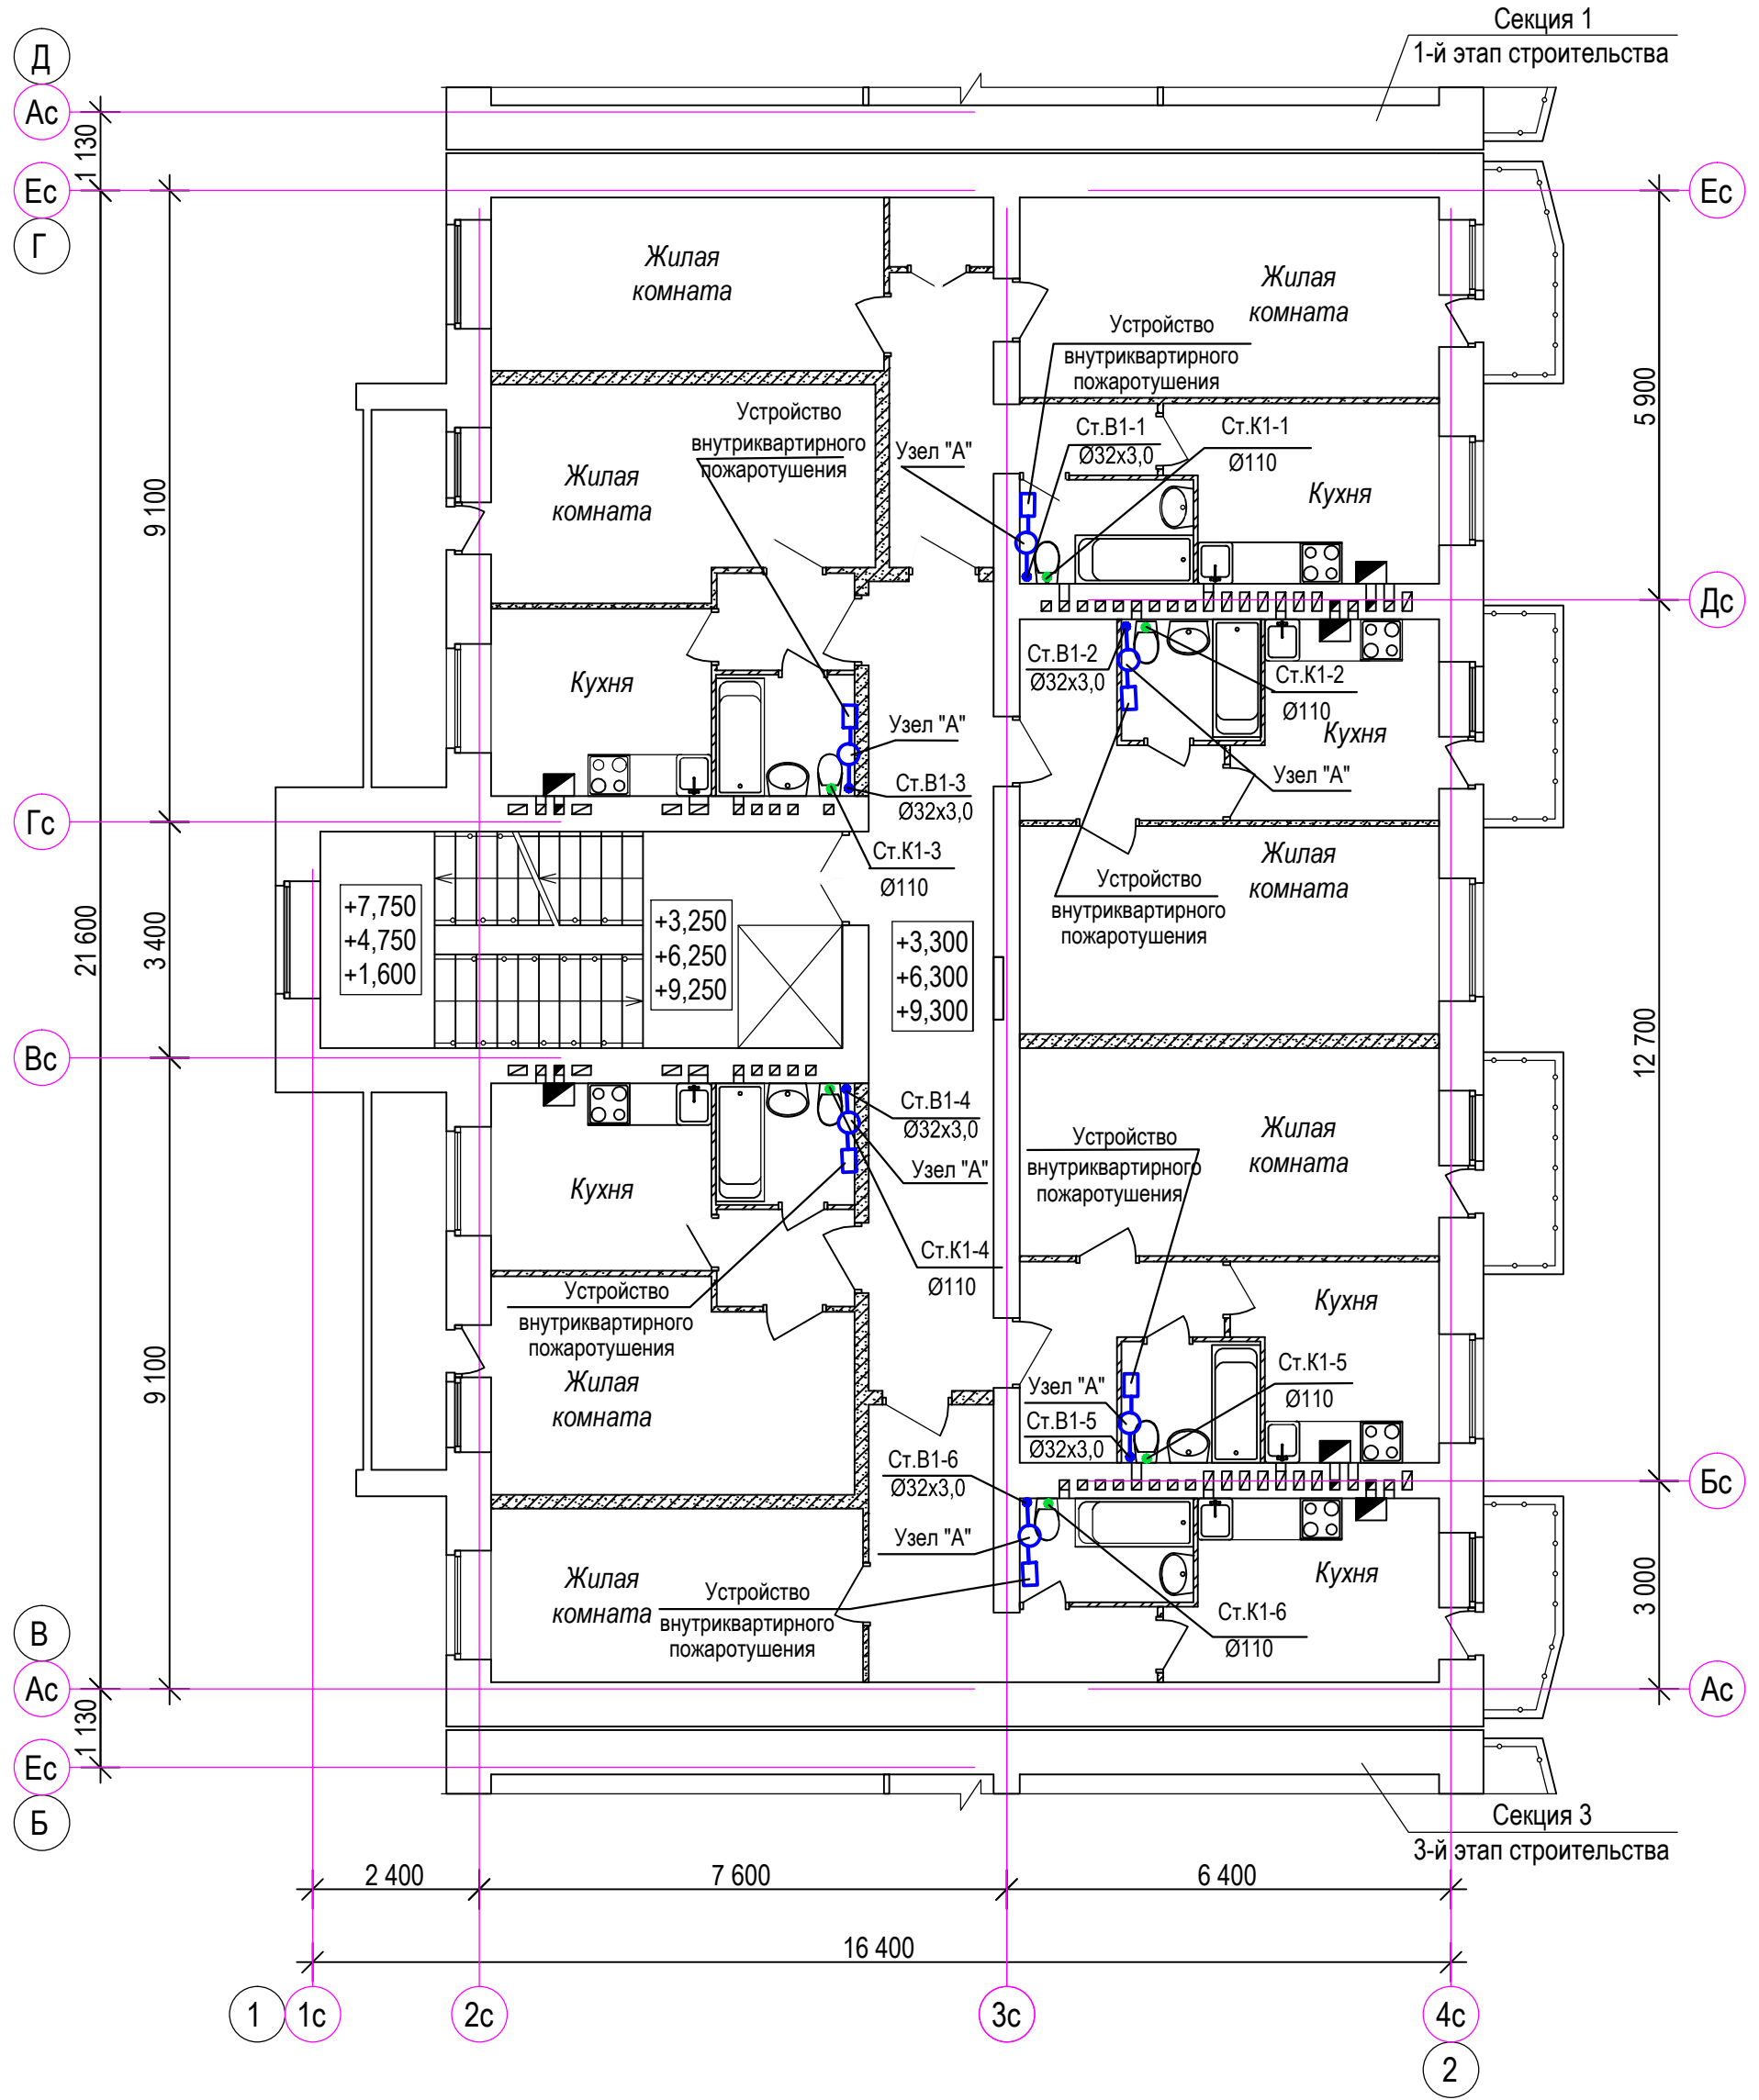 Секция 1
1-й этап строительства
Д
Ас
1 130
Ес
Ес
Г
Жилая
комната
Жилая
комната
Устройство
внутриквартирного
пожаротушения
5 900
Устройство
внутриквартирного
пожаротушения
Узел "А"
Ст.В1-1
Ø32х3,0
Ст.К1-1
Ø110
9 100
Жилая
комната
Кухня
Дс
Ст.В1-2
Ø32х3,0
Ст.К1-2
Ø110
Кухня
Кухня
Узел "А"
Узел "А"
Ст.В1-3
Ø32х3,0
Гс
Ст.К1-3
Ø110
Жилая
комната
Устройство
внутриквартирного
пожаротушения
21 600
3 400
+7,750
+4,750
+1,600
+3,250
+6,250
+9,250
+3,300
+6,300
+9,300
12 700
Вс
Ст.В1-4
Ø32х3,0
Узел "А"
Устройство
внутриквартирного
пожаротушения
Жилая
комната
Кухня
Ст.К1-4
Ø110
Устройство
внутриквартирного
пожаротушения
Кухня
9 100
Жилая
комната
Узел "А"
Ст.В1-5
Ø32х3,0
Ст.К1-5
Ø110
Ст.В1-6
Ø32х3,0
Бс
Узел "А"
Жилая
комната
Устройство
внутриквартирного
пожаротушения
Кухня
Ст.К1-6
Ø110
3 000
В
Ас
Ас
1 130
Ес
Б
Секция 3
3-й этап строительства
2 400
7 600
6 400
16 400
1
1с
2с
3с
4с
2